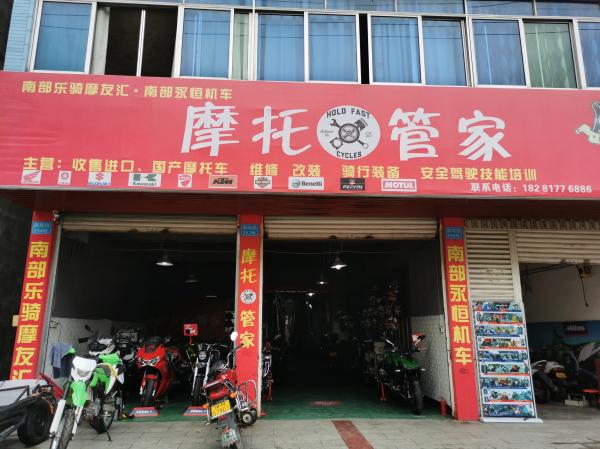 南部乐骑摩友汇·南部永恒机车
摩托 管家
HOLD FAST
CYCLES
主营：收售进口、国产摩托车 维修 改装 骑行装备 安全驾驶技能培训
SUZUKI Kawasaki KTM Benelli MOTUL
联系电话：182 8177 6886
南部乐骑摩友汇
摩托管家
南部永恒机车